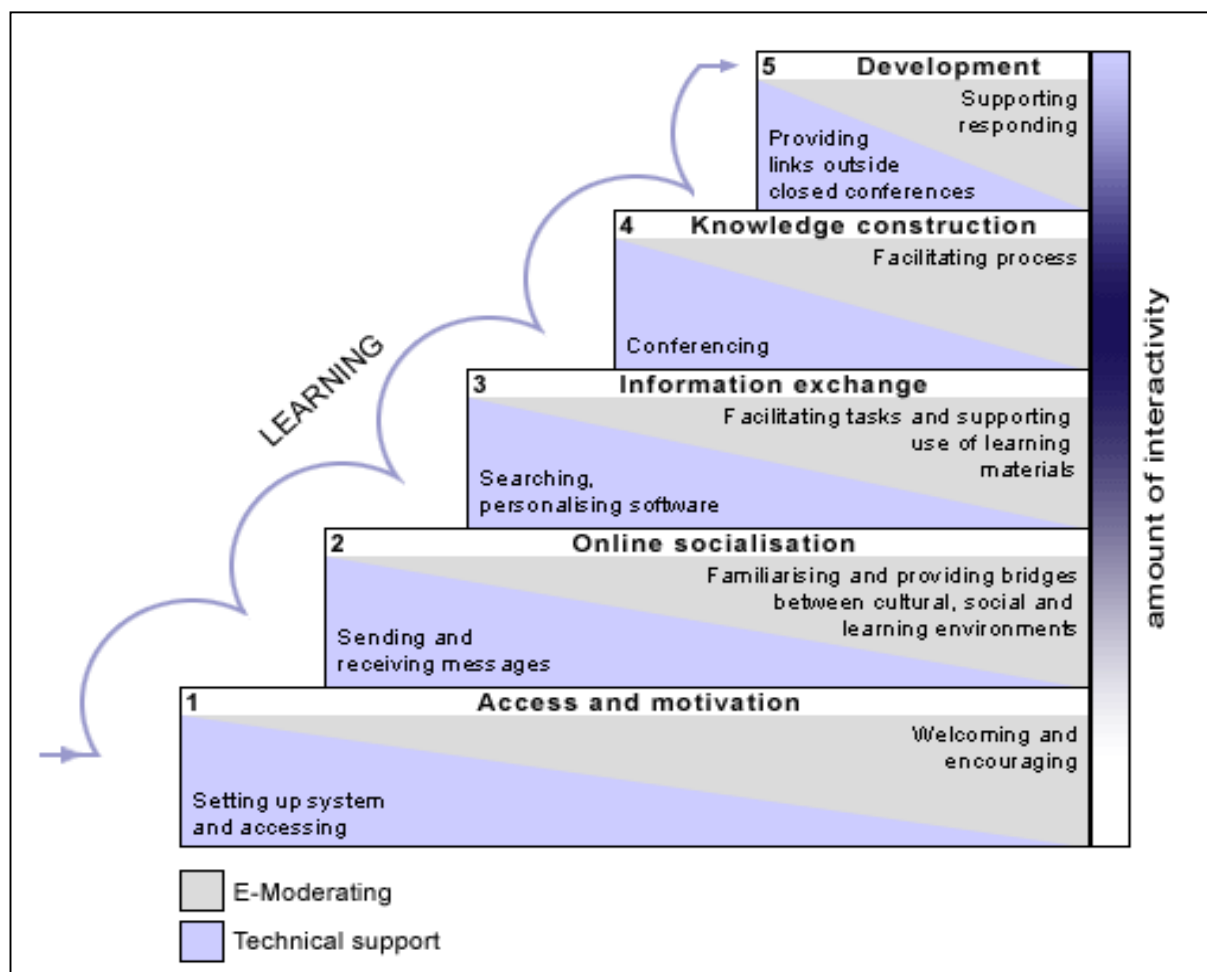 5 Development
Supporting
responding
Providing
links outside
closed conferences
4 Knowledge construction
Facilitating process
Conferencing
3 Information exchange
Facilitating tasks and supporting
use of learning
materials
Searching,
personalising software
2 Online socialisation
Familiarising and providing bridges
between cultural, social and
learning environments
Sending and
receiving messages
1 Access and motivation
Welcoming and
encouraging
Setting up system
and accessing
LEARNING
amount of interactivity
E-Moderating
Technical support